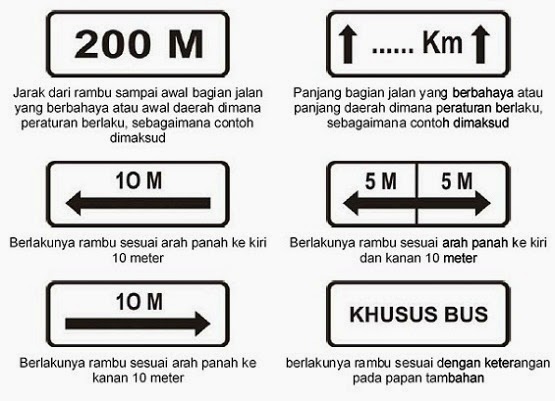 200 M
Jarak dari rambu sampai awal bagian jalan
yang berbahaya atau awal daerah dimana
peraturan berlaku, sebagaimana contoh
dimaksud
...... Km
Panjang bagian jalan yang berbahaya atau
panjang daerah dimana peraturan berlaku,
sebagaimana contoh dimaksud
10 M
Berlakunya rambu sesuai arah panah ke kiri
10 meter
5 M 5 M
Berlakunya rambu sesuai arah panah ke kiri
dan kanan 10 meter
10 M
Berlakunya rambu sesuai arah panah ke
kanan 10 meter
KHUSUS BUS
berlakunya rambu sesuai dengan keterangan
pada papan tambahan